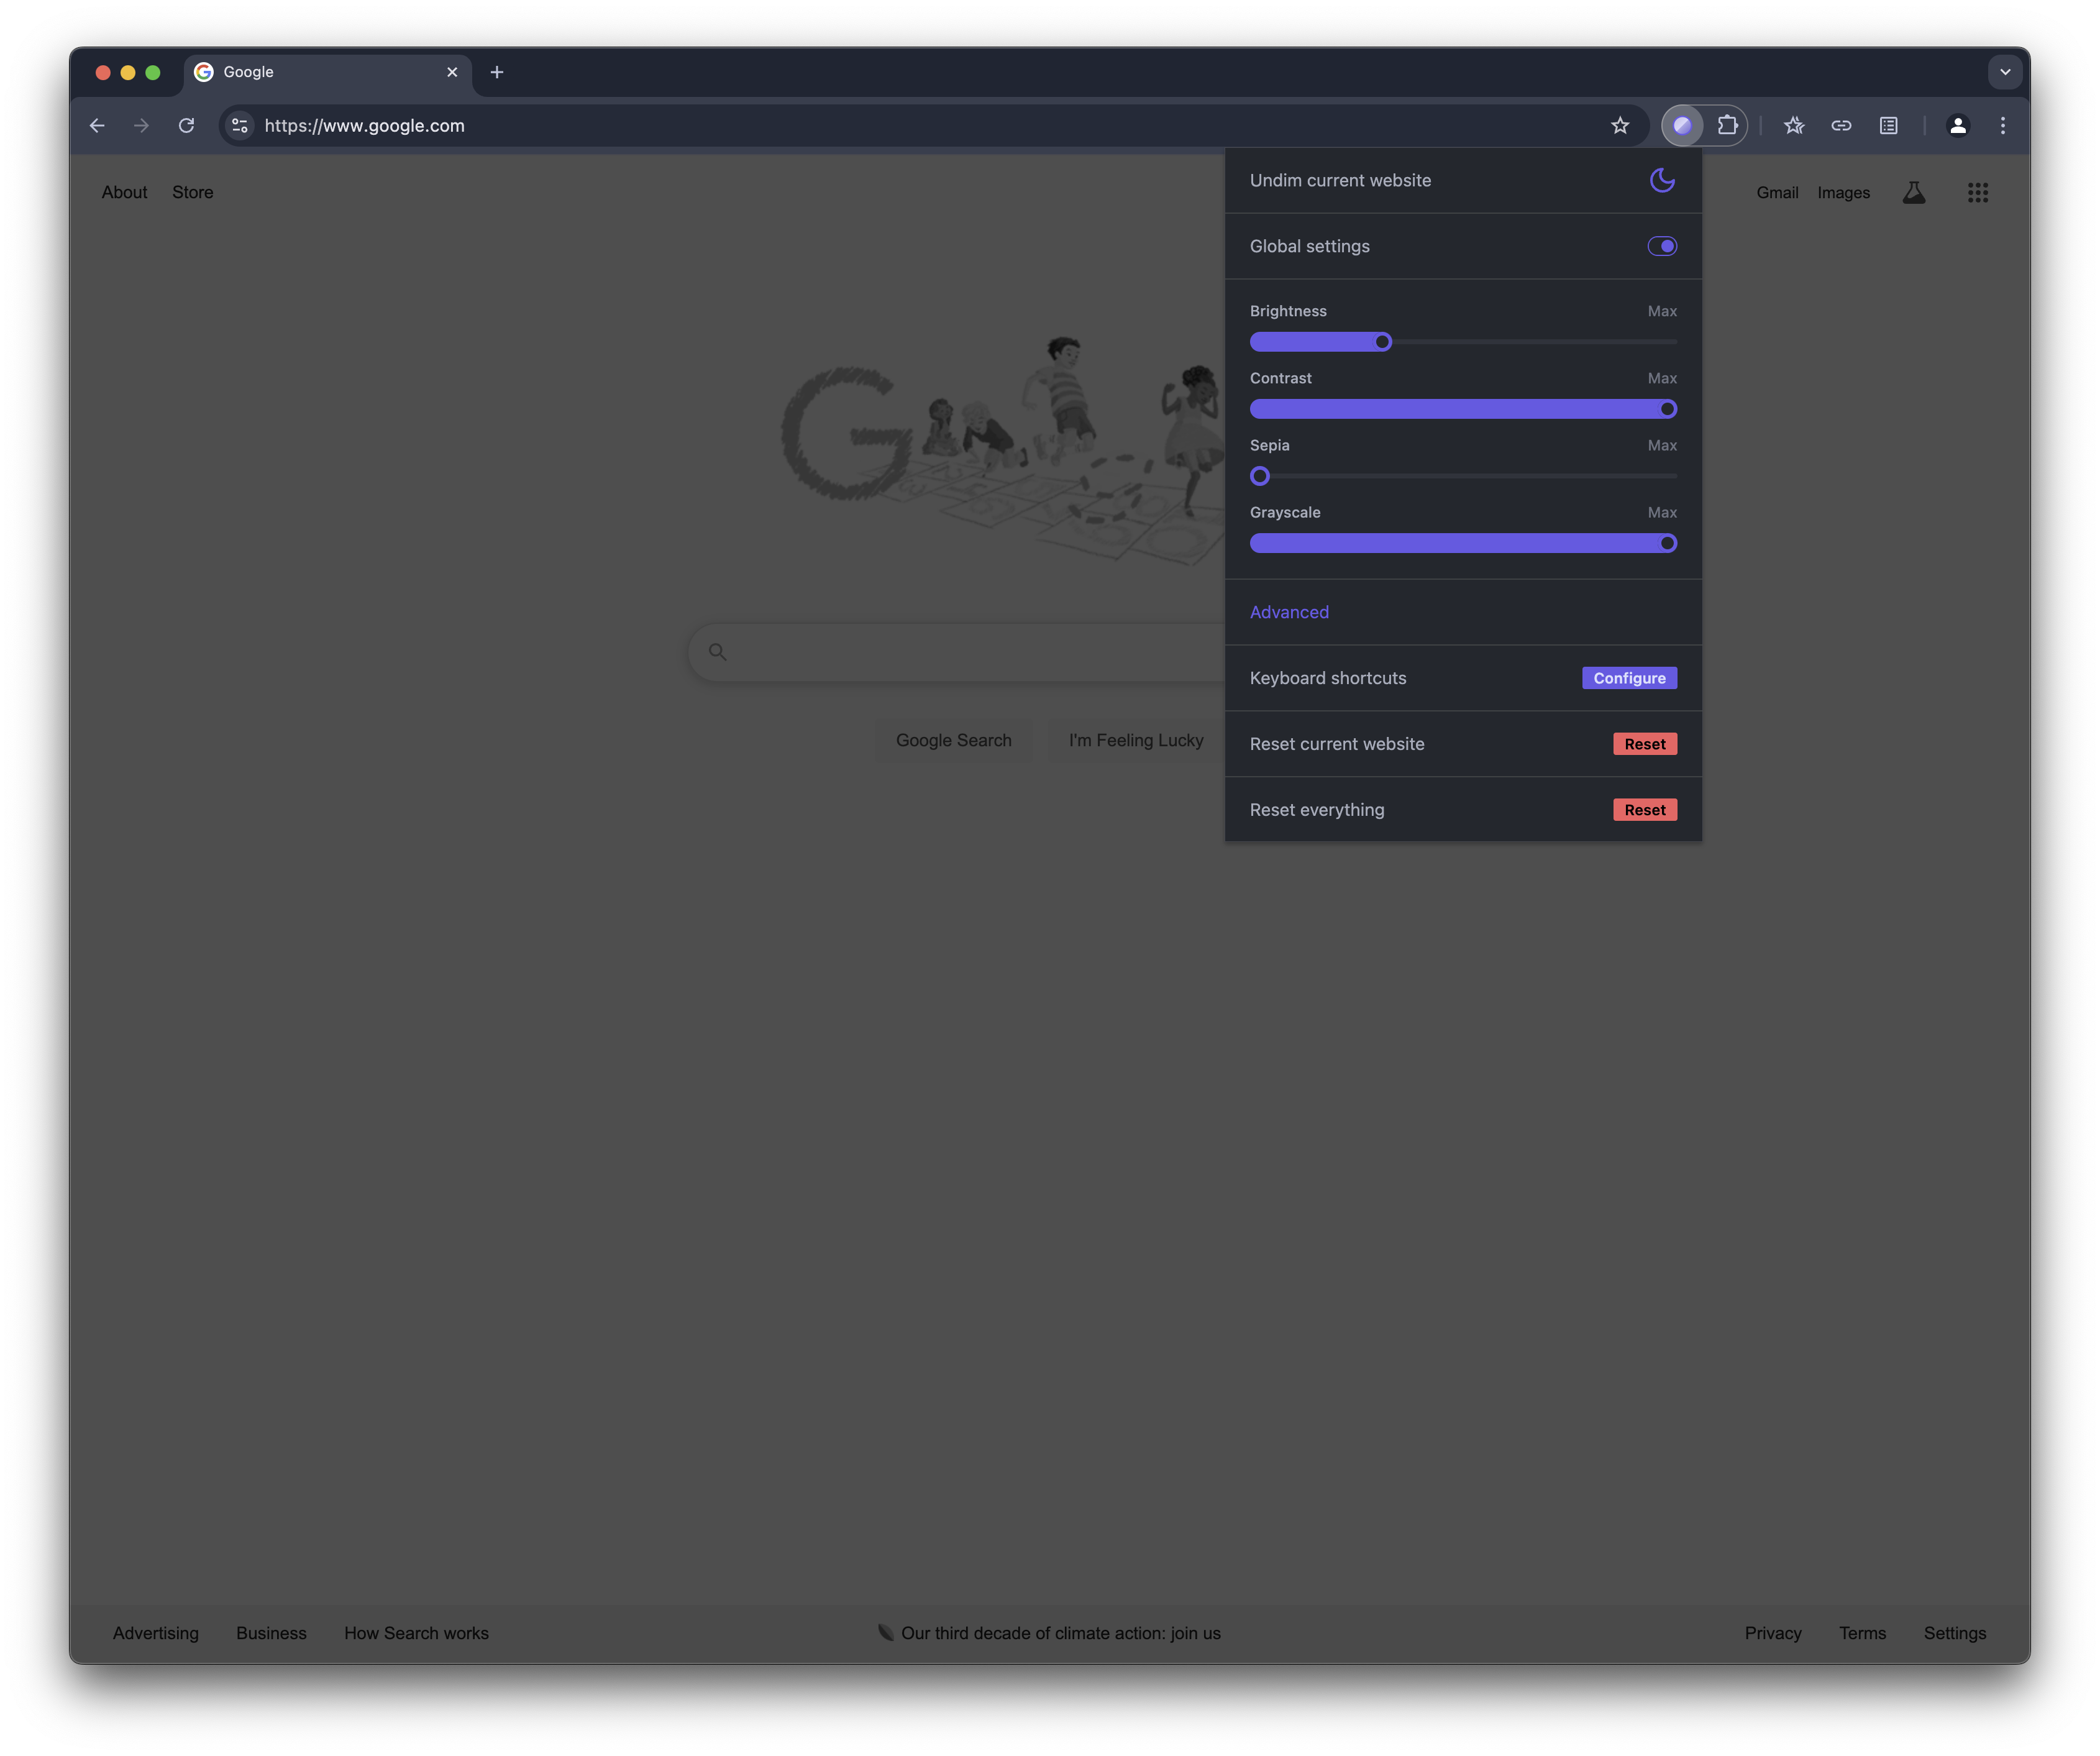 Google
https://www.google.com
About
Store
Gmail
Images
Undim current website
Global settings
Brightness
Max
Contrast
Max
Sepia
Max
Grayscale
Max
Advanced
Keyboard shortcuts
Configure
Reset current website
Reset
Reset everything
Reset
G
Google Search
I'm Feeling Lucky
Advertising
Business
How Search works
Our third decade of climate action: join us
Privacy
Terms
Settings